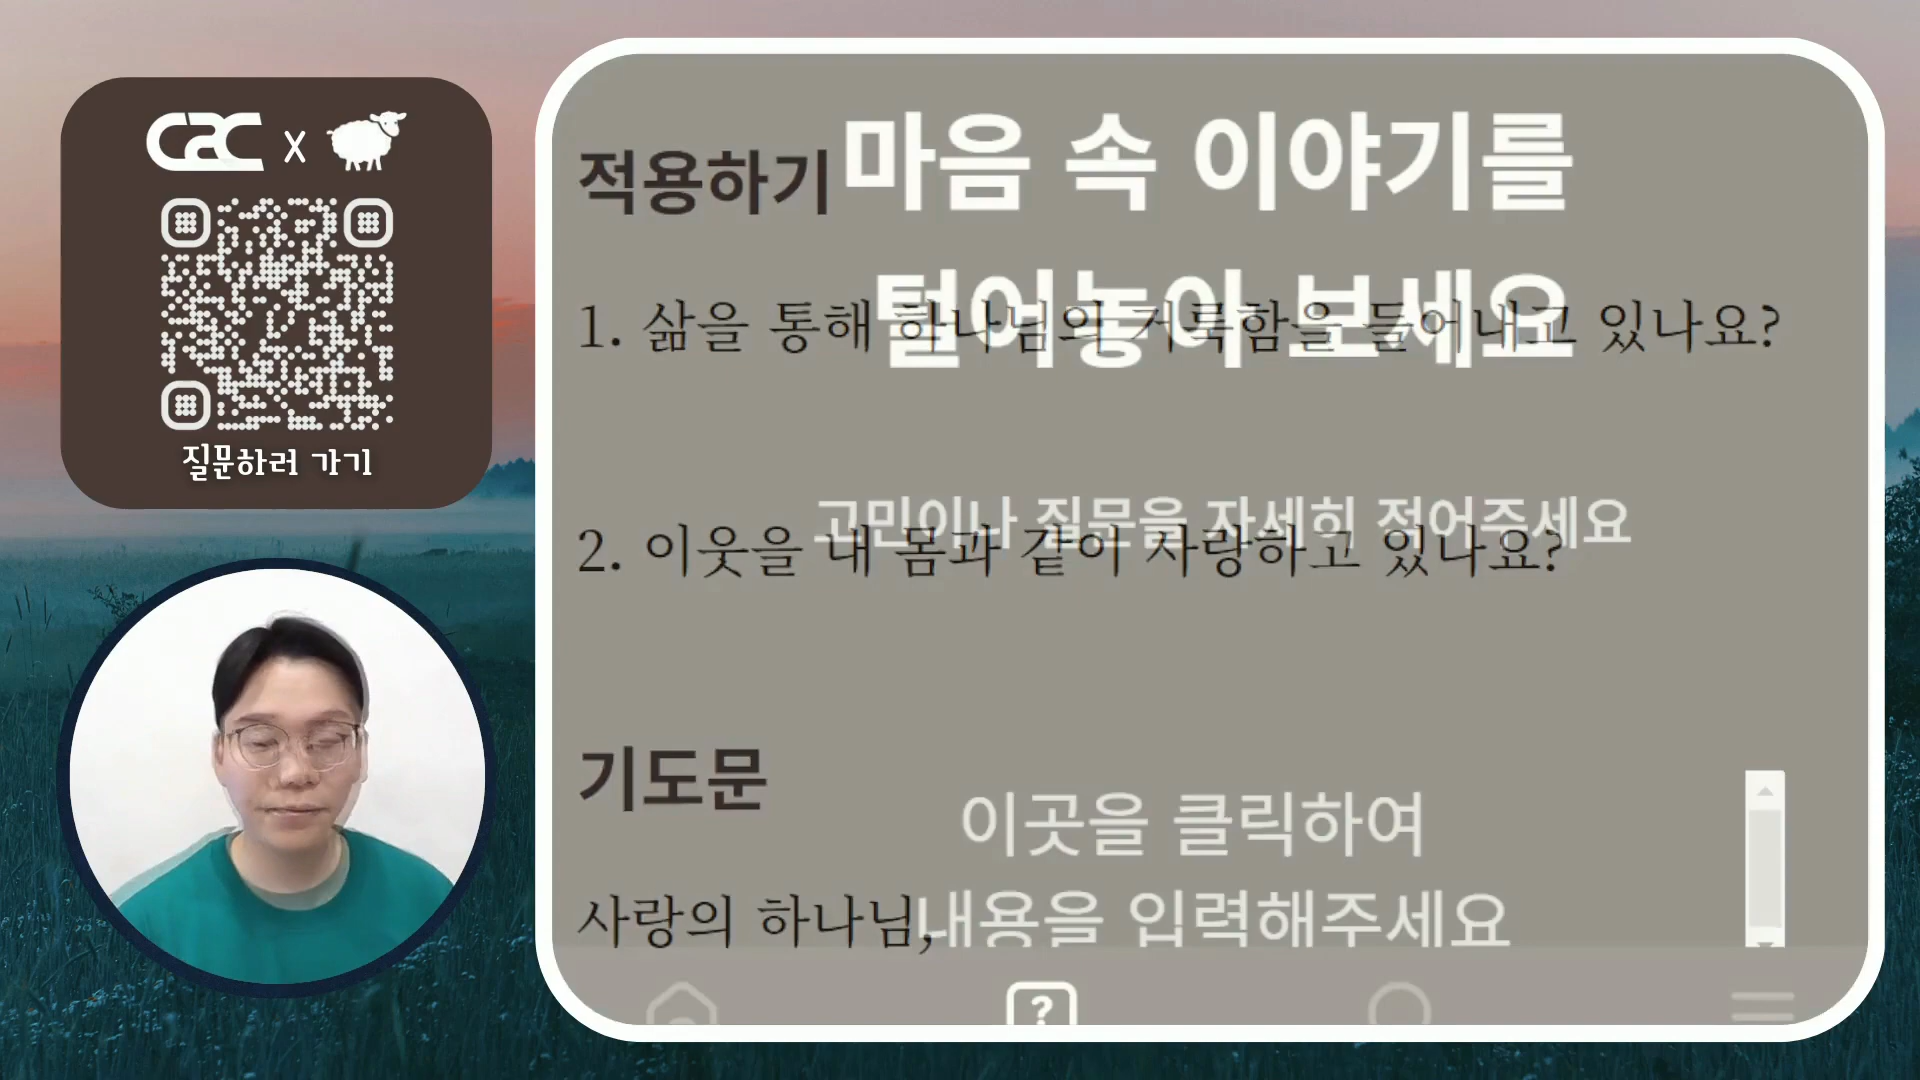 CAC X
질문하러 가기
적용하기
마음 속 이야기를
털어놓아 보세요
1. 삶을 통해 하나님의 거룩함을 들어내고 있나요?
고민이나 질문을 자세히 적어주세요
2. 이웃을 내 몸과 같이 사랑하고 있나요?
기도문
이곳을 클릭하여
내용을 입력해주세요
사랑의 하나님,
?